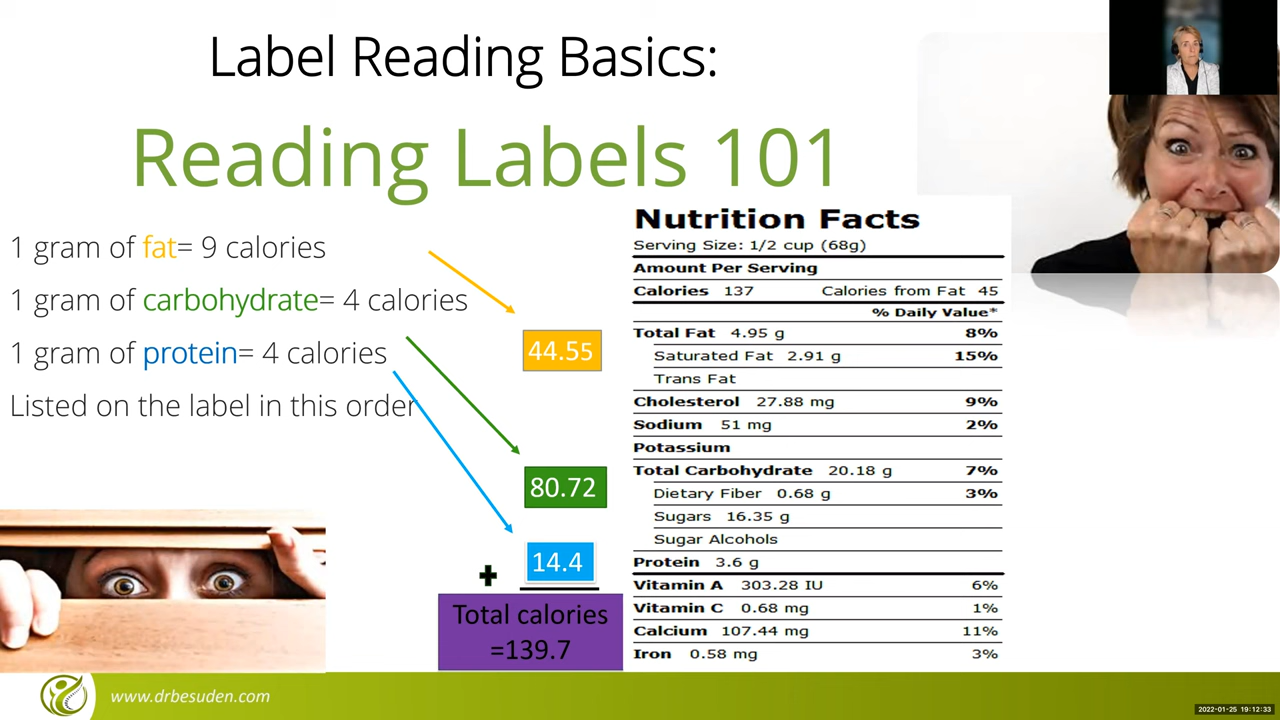 Label Reading Basics:
Reading Labels 101
1 gram of fat= 9 calories
1 gram of carbohydrate= 4 calories
1 gram of protein= 4 calories
Listed on the label in this order
44.55
80.72
14.4
+
Total calories
=139.7
Nutrition Facts
Serving Size: 1/2 cup (68g)
Amount Per Serving
Calories 137 Calories from Fat 45
% Daily Value*
Total Fat 4.95 g 8%
Saturated Fat 2.91 g 15%
Trans Fat
Cholesterol 27.88 mg 9%
Sodium 51 mg 2%
Potassium
Total Carbohydrate 20.18 g 7%
Dietary Fiber 0.68 g 3%
Sugars 16.35 g
Sugar Alcohols
Protein 3.6 g
Vitamin A 303.28 IU 6%
Vitamin C 0.68 mg 1%
Calcium 107.44 mg 11%
Iron 0.58 mg 3%
www.drbesuden.com
2022-01-25 19:12:33